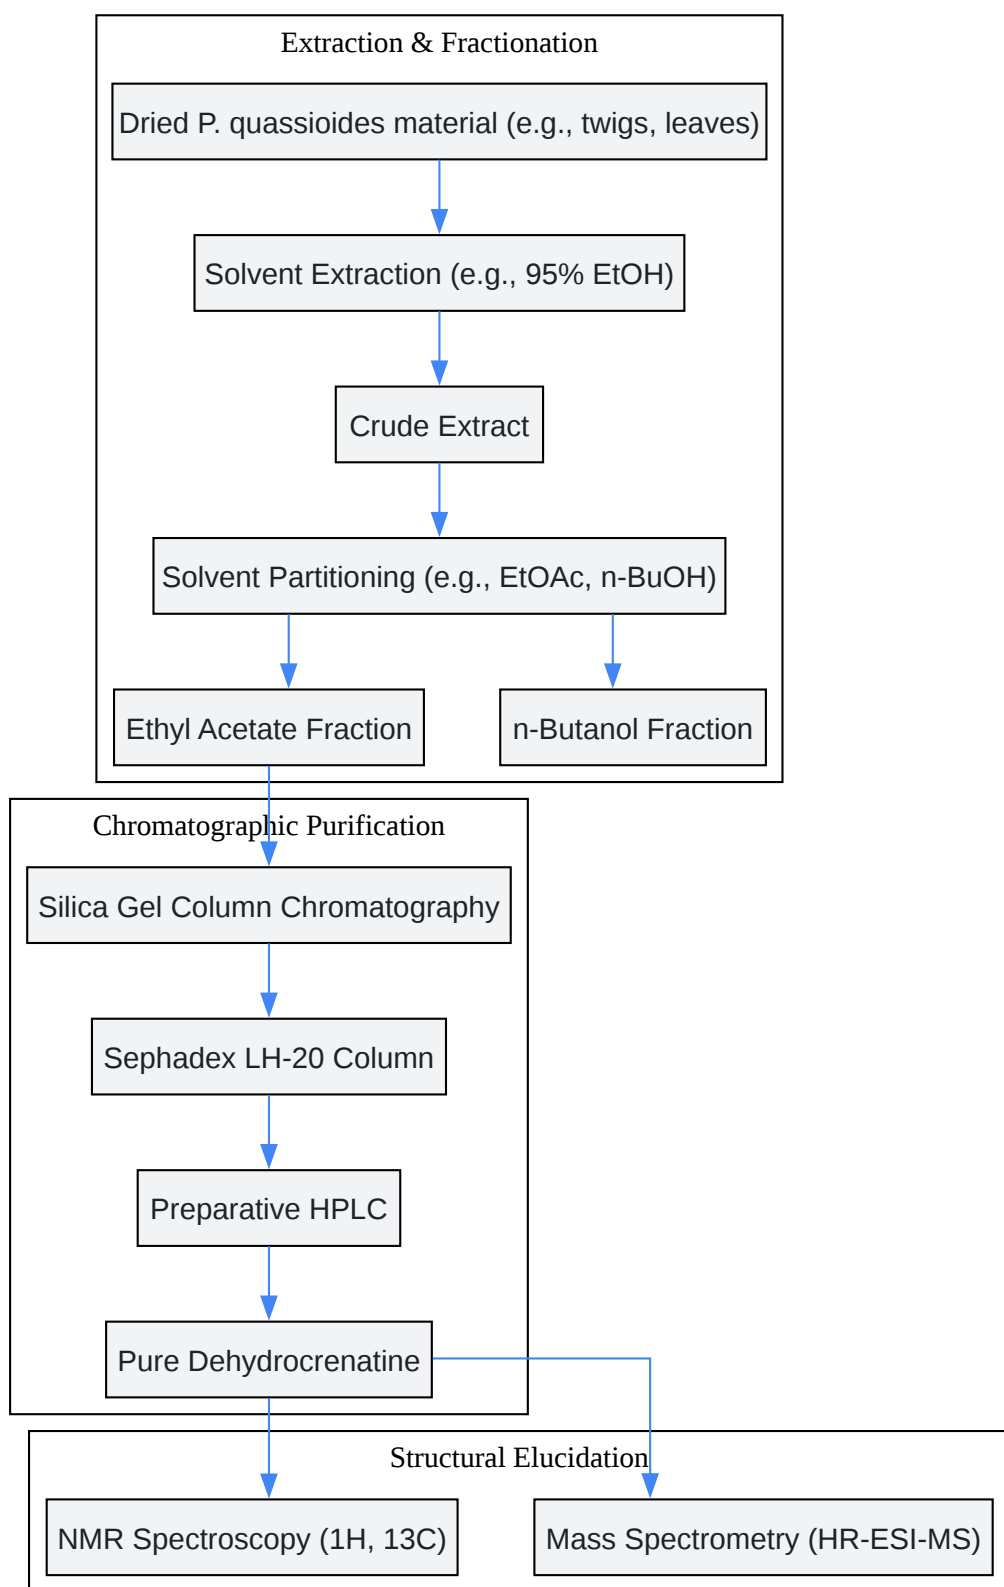 Extraction & Fractionation
Dried P. quassioides material (e.g., twigs, leaves)
Solvent Extraction (e.g., 95% EtOH)
Crude Extract
Solvent Partitioning (e.g., EtOAc, n-BuOH)
Ethyl Acetate Fraction
n-Butanol Fraction
Chromatographic Purification
Silica Gel Column Chromatography
Sephadex LH-20 Column
Preparative HPLC
Pure Dehydrocrenatine
Structural Elucidation
NMR Spectroscopy (1H, 13C)
Mass Spectrometry (HR-ESI-MS)